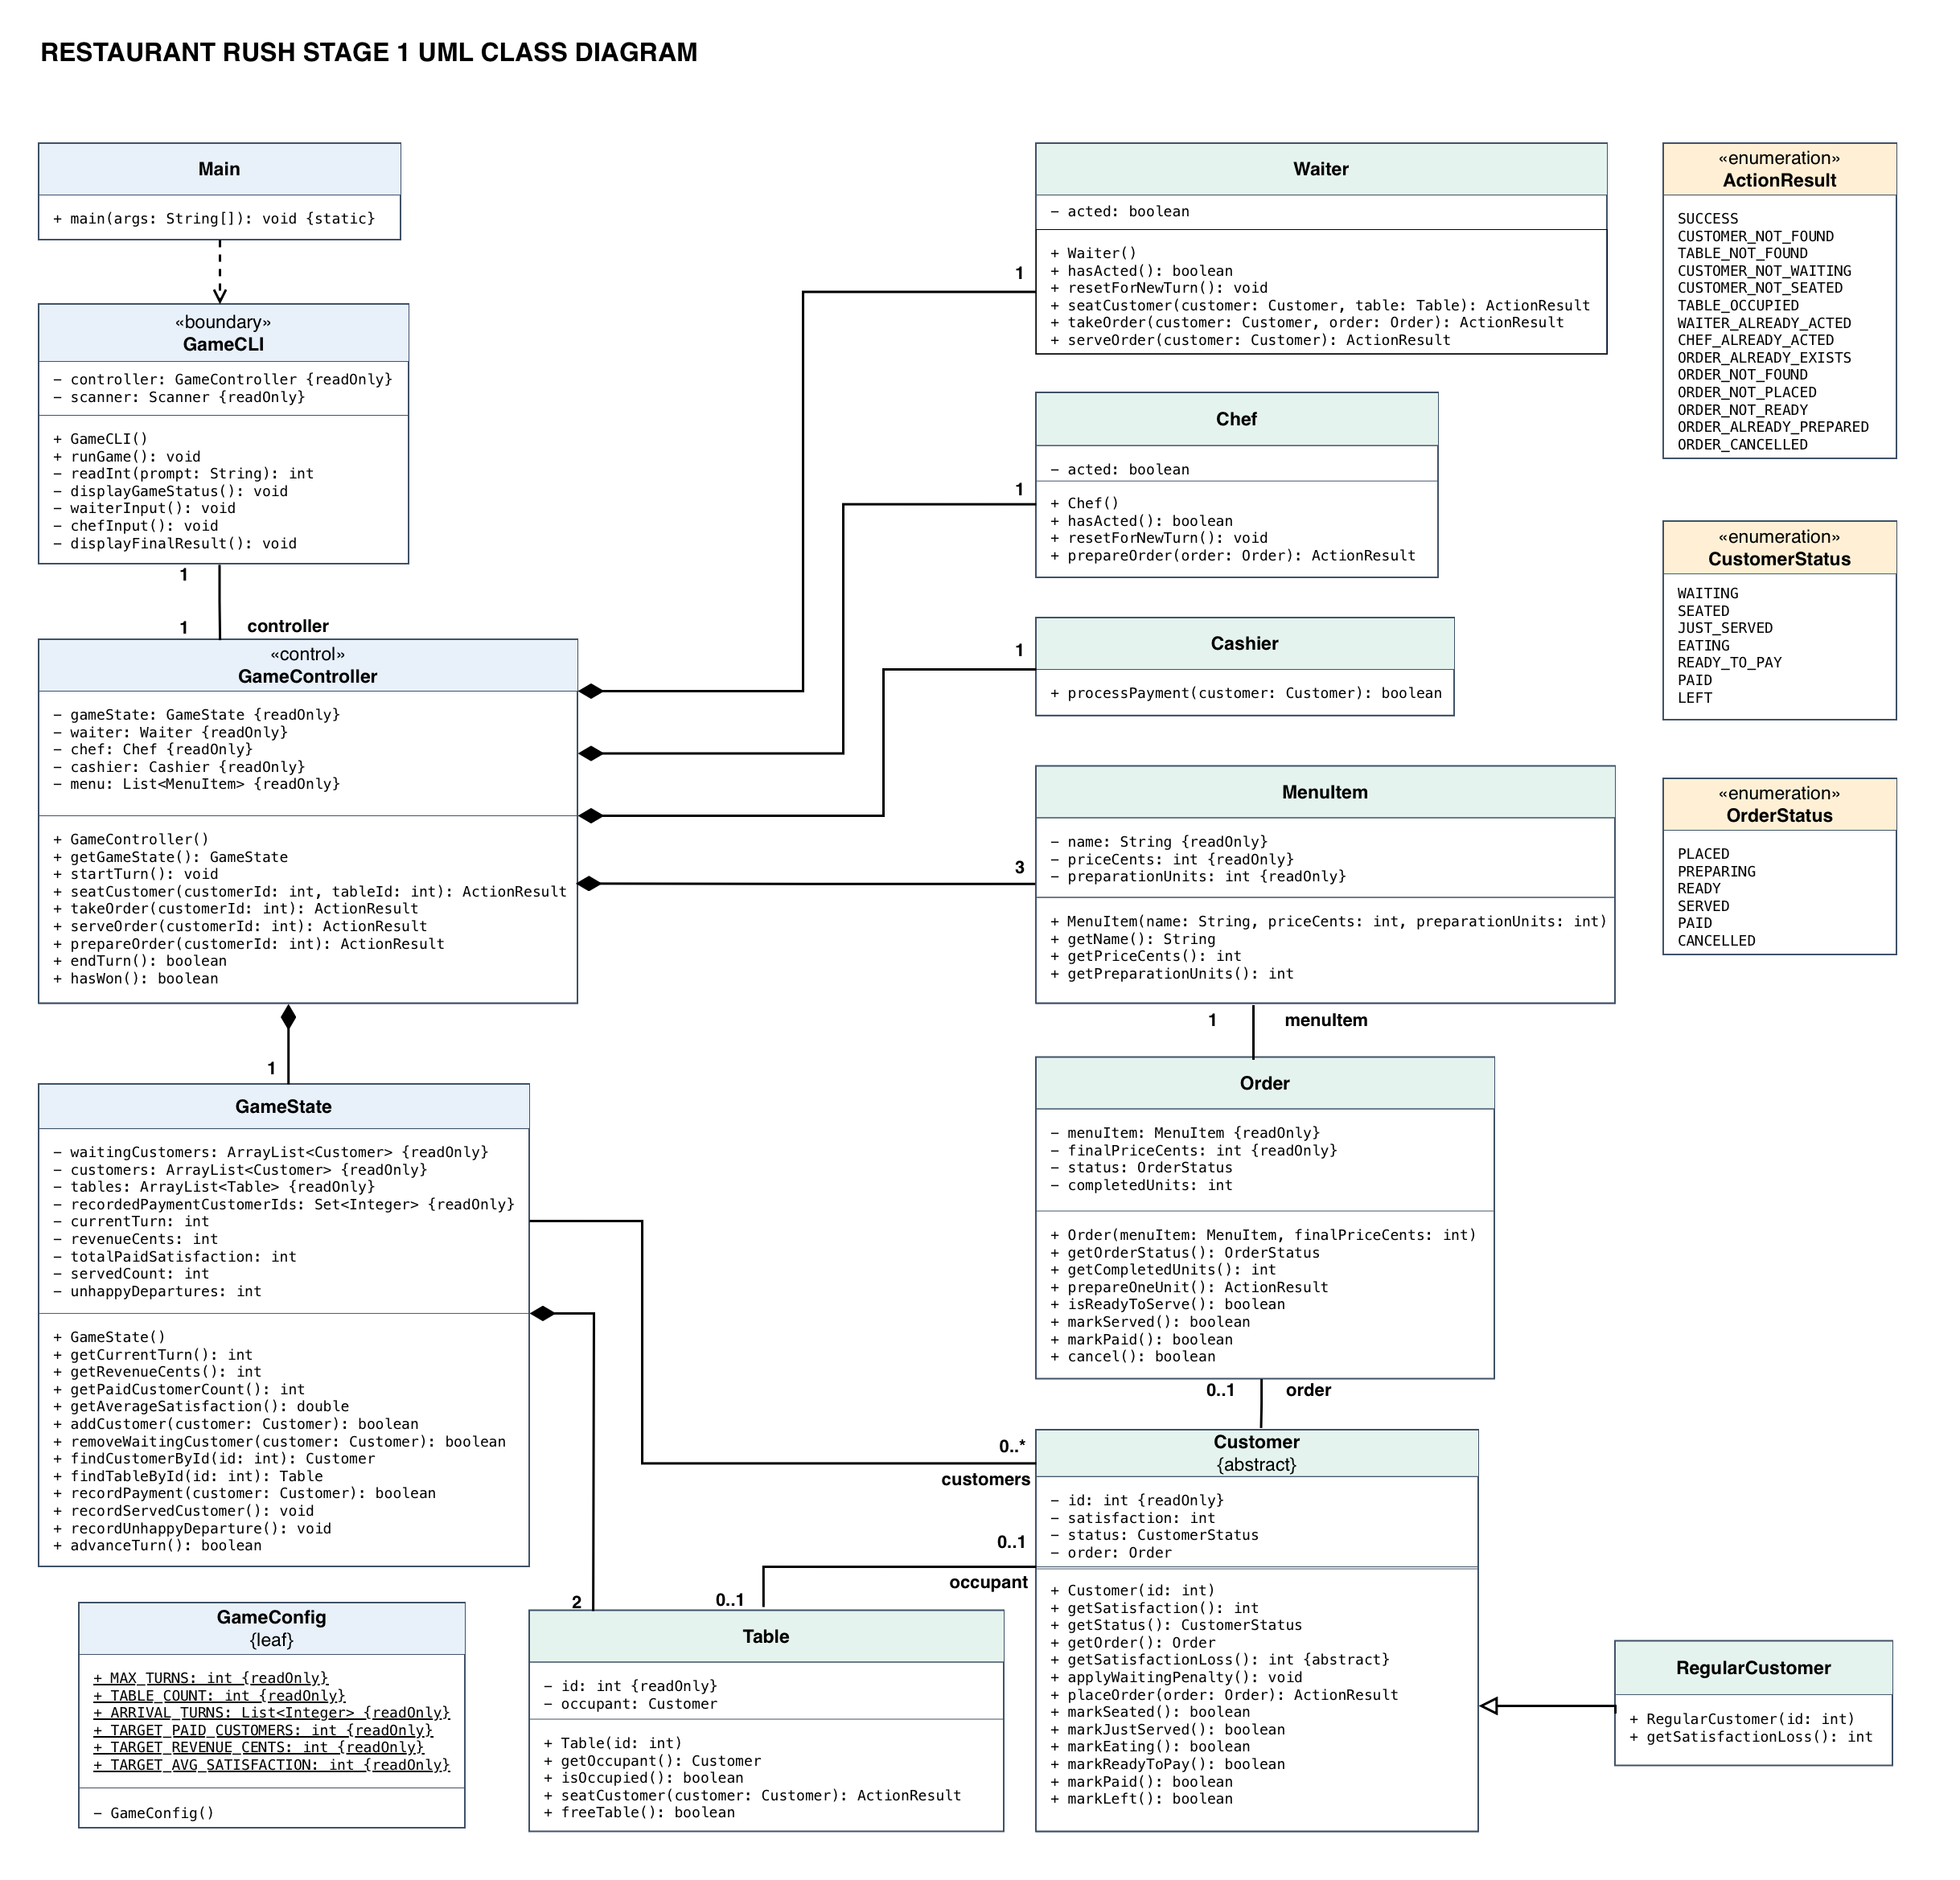 RESTAURANT RUSH STAGE 1 UML CLASS DIAGRAM
Main
+ main(args: String[]): void {static}
«boundary»
GameCLI
− controller: GameController {readOnly}
− scanner: Scanner {readOnly}
+ GameCLI()
+ runGame(): void
− readInt(prompt: String): int
− displayGameStatus(): void
− waiterInput(): void
− chefInput(): void
− displayFinalResult(): void
1
1
controller
«control»
GameController
− gameState: GameState {readOnly}
− waiter: Waiter {readOnly}
− chef: Chef {readOnly}
− cashier: Cashier {readOnly}
− menu: List<MenuItem> {readOnly}
+ GameController()
+ getGameState(): GameState
+ startTurn(): void
+ seatCustomer(customerId: int, tableId: int): ActionResult
+ takeOrder(customerId: int): ActionResult
+ serveOrder(customerId: int): ActionResult
+ prepareOrder(customerId: int): ActionResult
+ endTurn(): boolean
+ hasWon(): boolean
1
GameState
− waitingCustomers: ArrayList<Customer> {readOnly}
− customers: ArrayList<Customer> {readOnly}
− tables: ArrayList<Table> {readOnly}
− recordedPaymentCustomerIds: Set<Integer> {readOnly}
− currentTurn: int
− revenueCents: int
− totalPaidSatisfaction: int
− servedCount: int
− unhappyDepartures: int
+ GameState()
+ getCurrentTurn(): int
+ getRevenueCents(): int
+ getPaidCustomerCount(): int
+ getAverageSatisfaction(): double
+ addCustomer(customer: Customer): boolean
+ removeWaitingCustomer(customer: Customer): boolean
+ findCustomerById(id: int): Customer
+ findTableById(id: int): Table
+ recordPayment(customer: Customer): boolean
+ recordServedCustomer(): void
+ recordUnhappyDeparture(): void
+ advanceTurn(): boolean
GameConfig
{leaf}
+ MAX_TURNS: int {readOnly}
+ TABLE_COUNT: int {readOnly}
+ ARRIVAL_TURNS: List<Integer> {readOnly}
+ TARGET_PAID_CUSTOMERS: int {readOnly}
+ TARGET_REVENUE_CENTS: int {readOnly}
+ TARGET_AVG_SATISFACTION: int {readOnly}
− GameConfig()
2
0..1
Table
− id: int {readOnly}
− occupant: Customer
+ Table(id: int)
+ getOccupant(): Customer
+ isOccupied(): boolean
+ seatCustomer(customer: Customer): ActionResult
+ freeTable(): boolean
1
Waiter
− acted: boolean
+ Waiter()
+ hasActed(): boolean
+ resetForNewTurn(): void
+ seatCustomer(customer: Customer, table: Table): ActionResult
+ takeOrder(customer: Customer, order: Order): ActionResult
+ serveOrder(customer: Customer): ActionResult
1
Chef
− acted: boolean
+ Chef()
+ hasActed(): boolean
+ resetForNewTurn(): void
+ prepareOrder(order: Order): ActionResult
1
Cashier
+ processPayment(customer: Customer): boolean
3
MenuItem
− name: String {readOnly}
− priceCents: int {readOnly}
− preparationUnits: int {readOnly}
+ MenuItem(name: String, priceCents: int, preparationUnits: int)
+ getName(): String
+ getPriceCents(): int
+ getPreparationUnits(): int
1
menuItem
Order
− menuItem: MenuItem {readOnly}
− finalPriceCents: int {readOnly}
− status: OrderStatus
− completedUnits: int
+ Order(menuItem: MenuItem, finalPriceCents: int)
+ getOrderStatus(): OrderStatus
+ getCompletedUnits(): int
+ prepareOneUnit(): ActionResult
+ isReadyToServe(): boolean
+ markServed(): boolean
+ markPaid(): boolean
+ cancel(): boolean
0..1
order
0..*
customers
0..1
occupant
Customer
{abstract}
− id: int {readOnly}
− satisfaction: int
− status: CustomerStatus
− order: Order
+ Customer(id: int)
+ getSatisfaction(): int
+ getStatus(): CustomerStatus
+ getOrder(): Order
+ getSatisfactionLoss(): int {abstract}
+ applyWaitingPenalty(): void
+ placeOrder(order: Order): ActionResult
+ markSeated(): boolean
+ markJustServed(): boolean
+ markEating(): boolean
+ markReadyToPay(): boolean
+ markPaid(): boolean
+ markLeft(): boolean
RegularCustomer
+ RegularCustomer(id: int)
+ getSatisfactionLoss(): int
«enumeration»
ActionResult
SUCCESS
CUSTOMER_NOT_FOUND
TABLE_NOT_FOUND
CUSTOMER_NOT_WAITING
CUSTOMER_NOT_SEATED
TABLE_OCCUPIED
WAITER_ALREADY_ACTED
CHEF_ALREADY_ACTED
ORDER_ALREADY_EXISTS
ORDER_NOT_FOUND
ORDER_NOT_PLACED
ORDER_NOT_READY
ORDER_ALREADY_PREPARED
ORDER_CANCELLED
«enumeration»
CustomerStatus
WAITING
SEATED
JUST_SERVED
EATING
READY_TO_PAY
PAID
LEFT
«enumeration»
OrderStatus
PLACED
PREPARING
READY
SERVED
PAID
CANCELLED